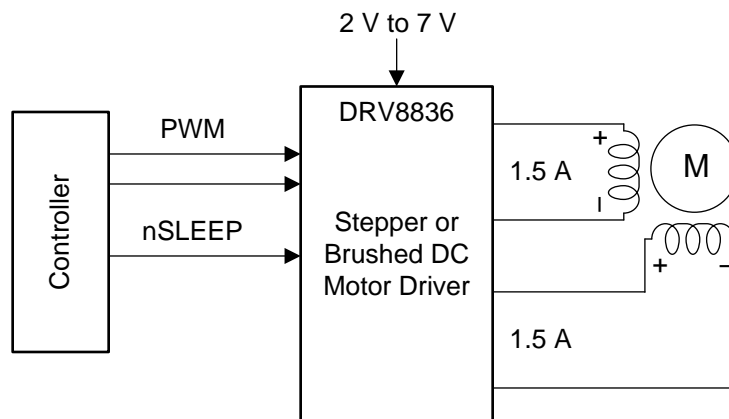 2 V to 7 V
DRV8836
Controller
PWM
nSLEEP
Stepper or
Brushed DC
Motor Driver
+
1.5 A
–
M
+ –
1.5 A